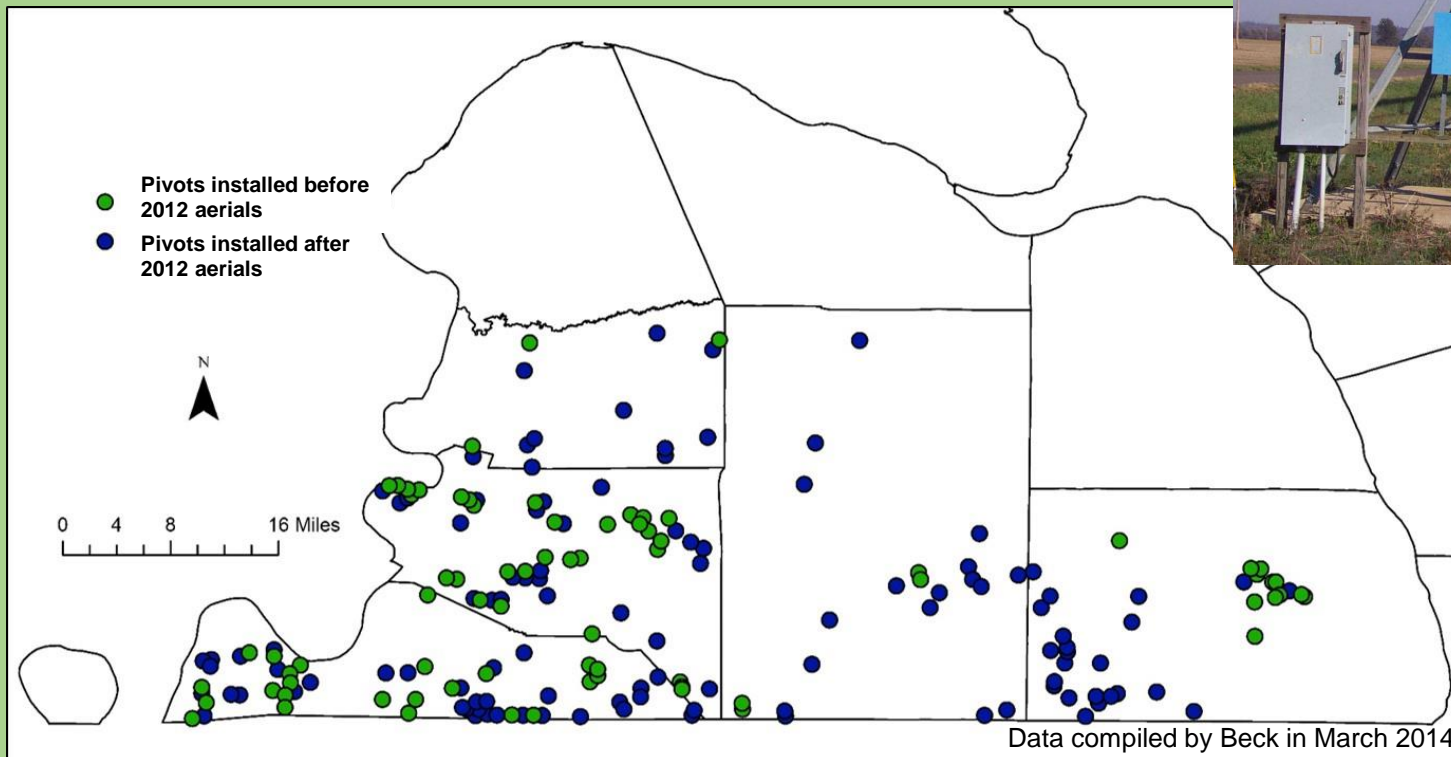 Pivots installed before
2012 aerials
Pivots installed after
2012 aerials
N
0 4 8 16 Miles
Data compiled by Beck in March 2014